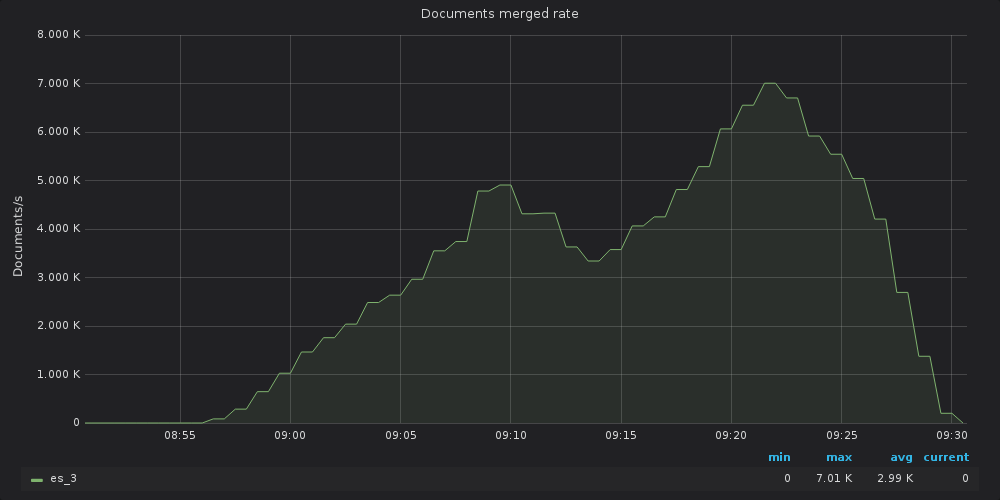 Documents merged rate
8.000 K
7.000 K
6.000 K
5.000 K
4.000 K
3.000 K
2.000 K
1.000 K
0
Documents/s
08:55 09:00 09:05 09:10 09:15 09:20 09:25 09:30
min max avg current
es_3 0 7.01 K 2.99 K 0